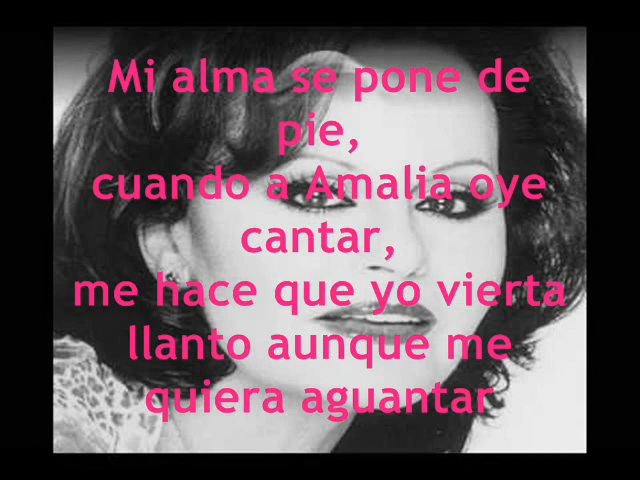 Mi alma se pone de
pie,
cuando a Amalia oye
cantar,
me hace que yo vierta
llanto aunque me
quiera aguantar